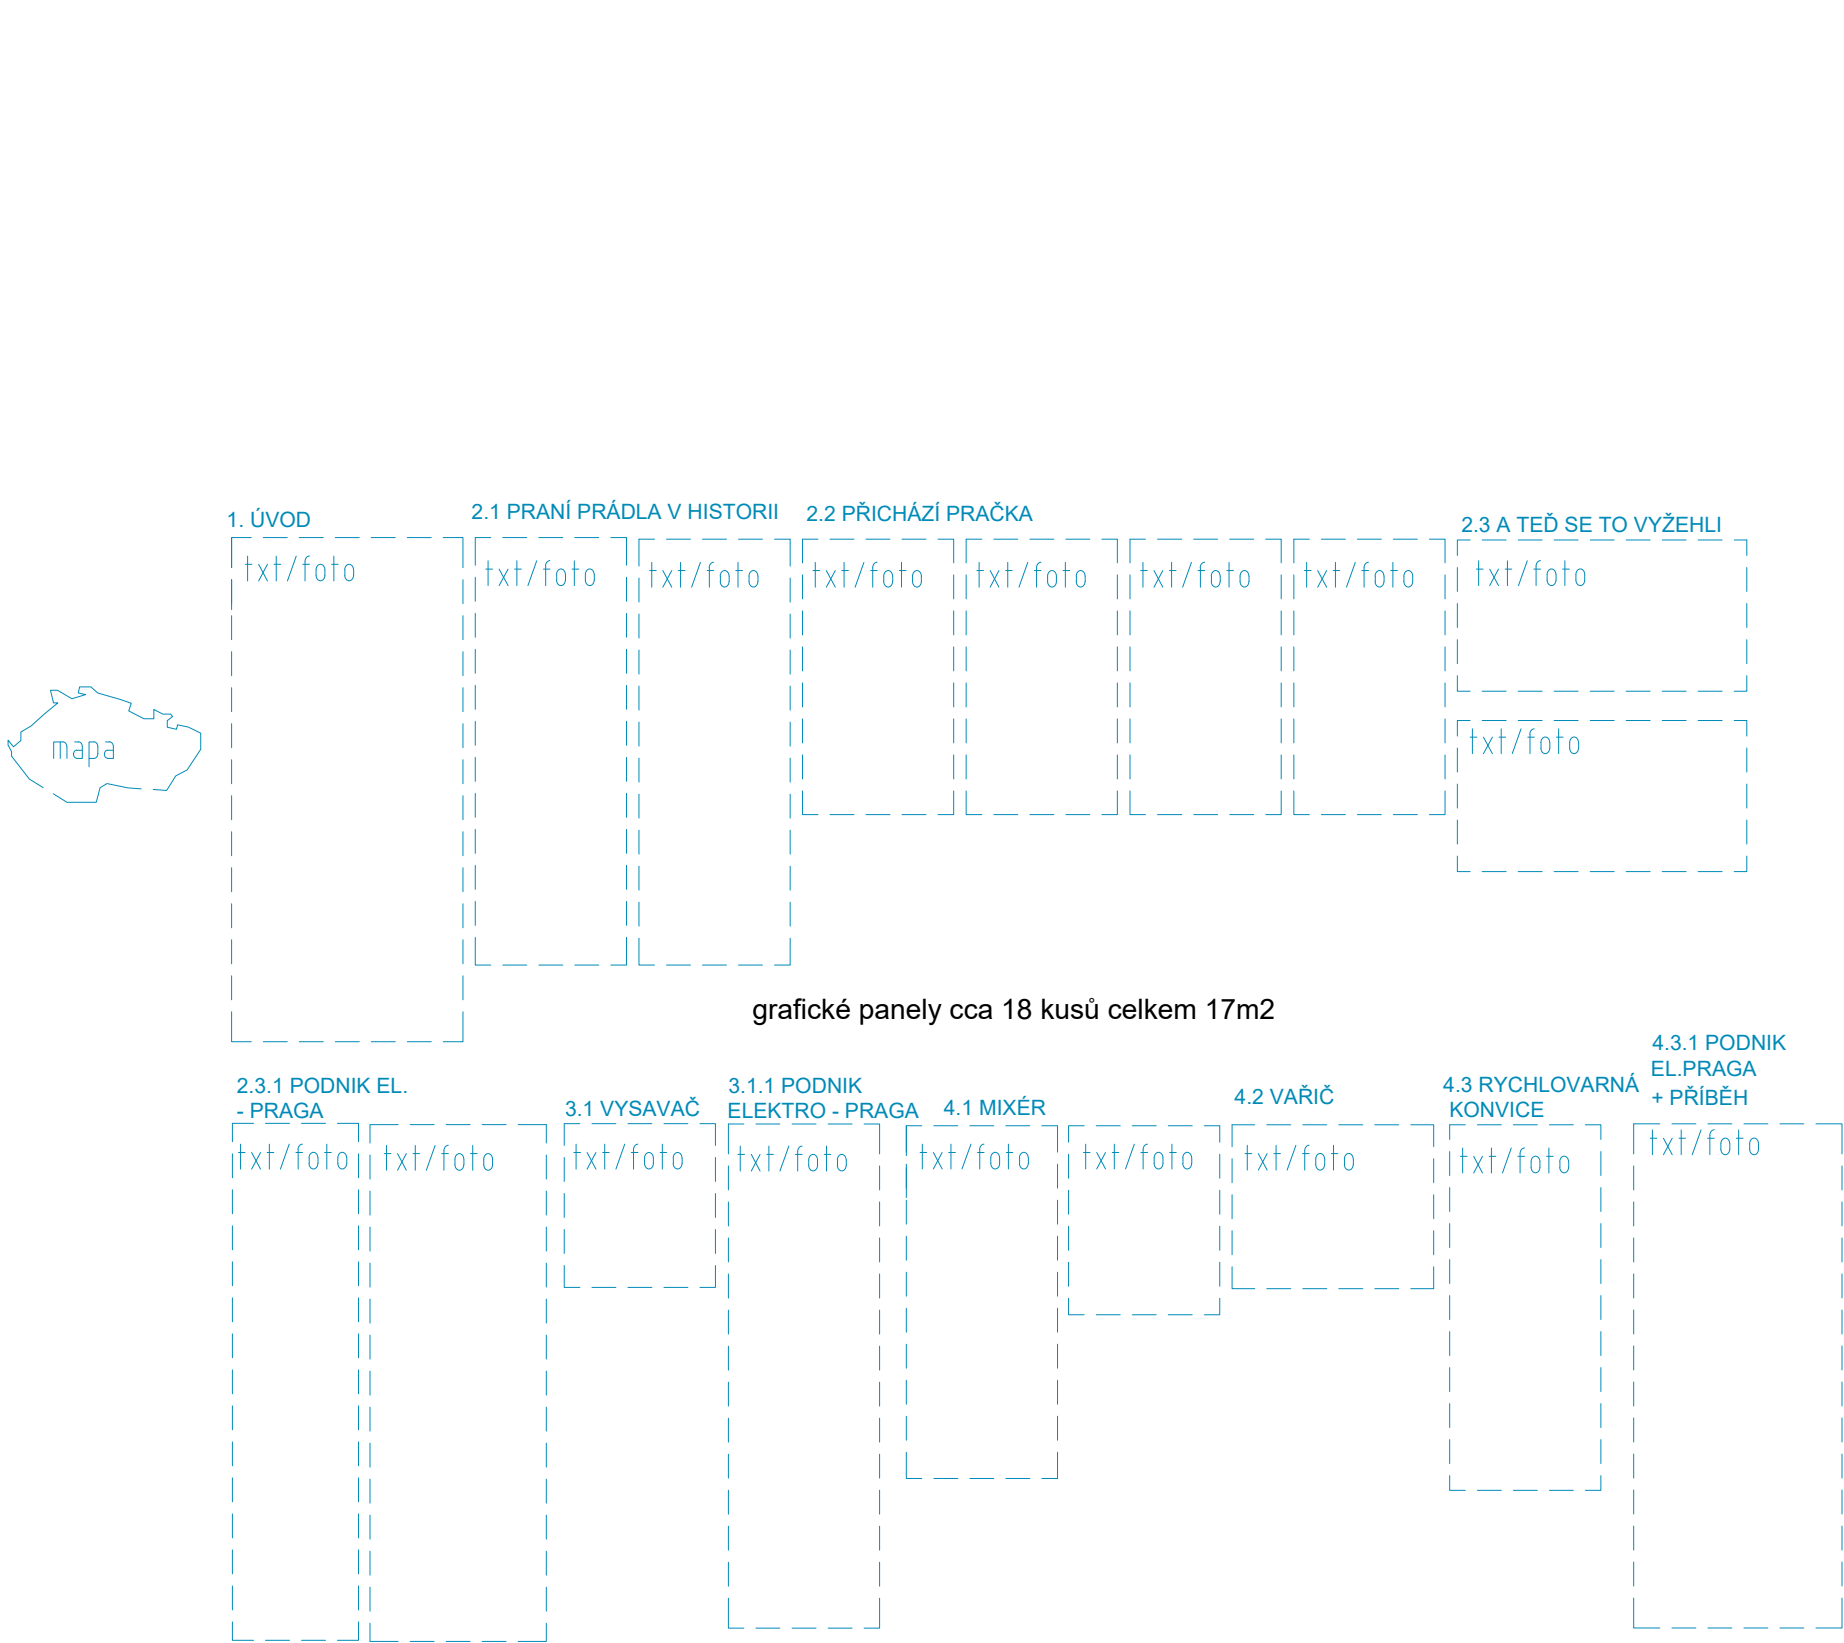 1. ÚVOD
2.1 PRANÍ PRÁDLA V HISTORII
2.2 PŘICHÁZÍ PRAČKA
2.3 A TEĎ SE TO VYŽEHLI
txt/foto
txt/foto
txt/foto
txt/foto
txt/foto
txt/foto
txt/foto
txt/foto
txt/foto
mapa
grafické panely cca 18 kusů celkem 17m2
2.3.1 PODNIK EL.
- PRAGA
3.1 VYSAVAČ
3.1.1 PODNIK
ELEKTRO - PRAGA
4.1 MIXÉR
4.2 VAŘIČ
4.3 RYCHLOVARNÁ
KONVICE
4.3.1 PODNIK
EL.PRAGA
+ PŘÍBĚH
txt/foto
txt/foto
txt/foto
txt/foto
txt/foto
txt/foto
txt/foto
txt/foto
txt/foto